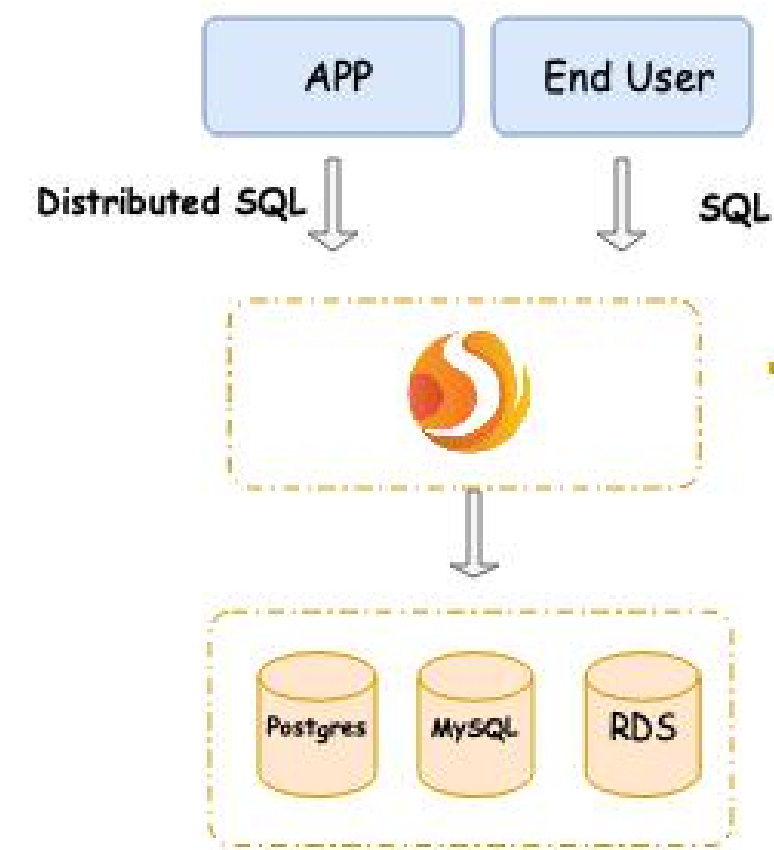 APP
End User
Distributed SQL
SQL
Postgres
MySQL
RDS